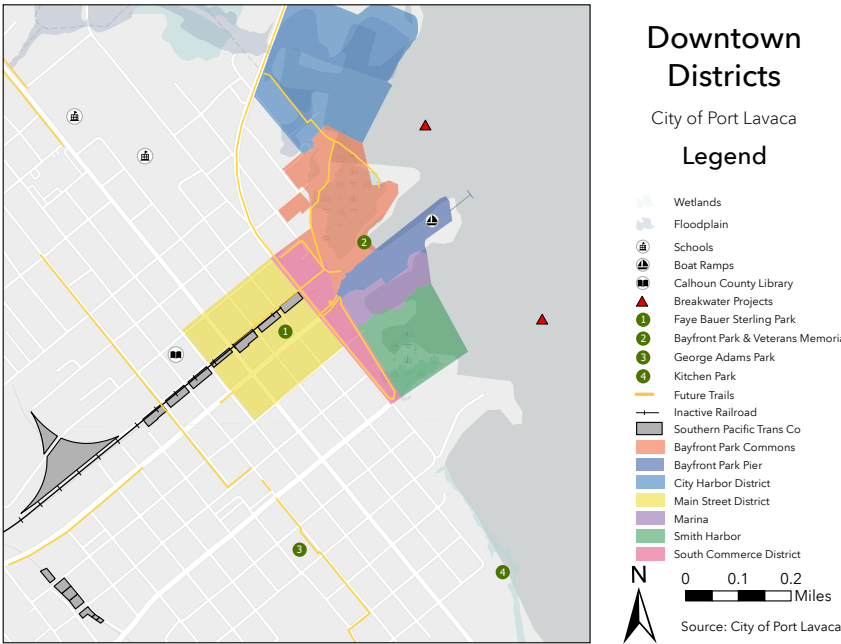 Downtown
Districts
City of Port Lavaca
Legend
Wetlands
Floodplain
Schools
Boat Ramps
Calhoun County Library
Breakwater Projects
1 Faye Bauer Sterling Park
2 Bayfront Park & Veterans Memoria
3 George Adams Park
4 Kitchen Park
Future Trails
Inactive Railroad
Southern Pacific Trans Co
Bayfront Park Commons
Bayfront Park Pier
City Harbor District
Main Street District
Marina
Smith Harbor
South Commerce District
N
0 0.1 0.2
Miles
Source: City of Port Lavaca
2
1
3
4